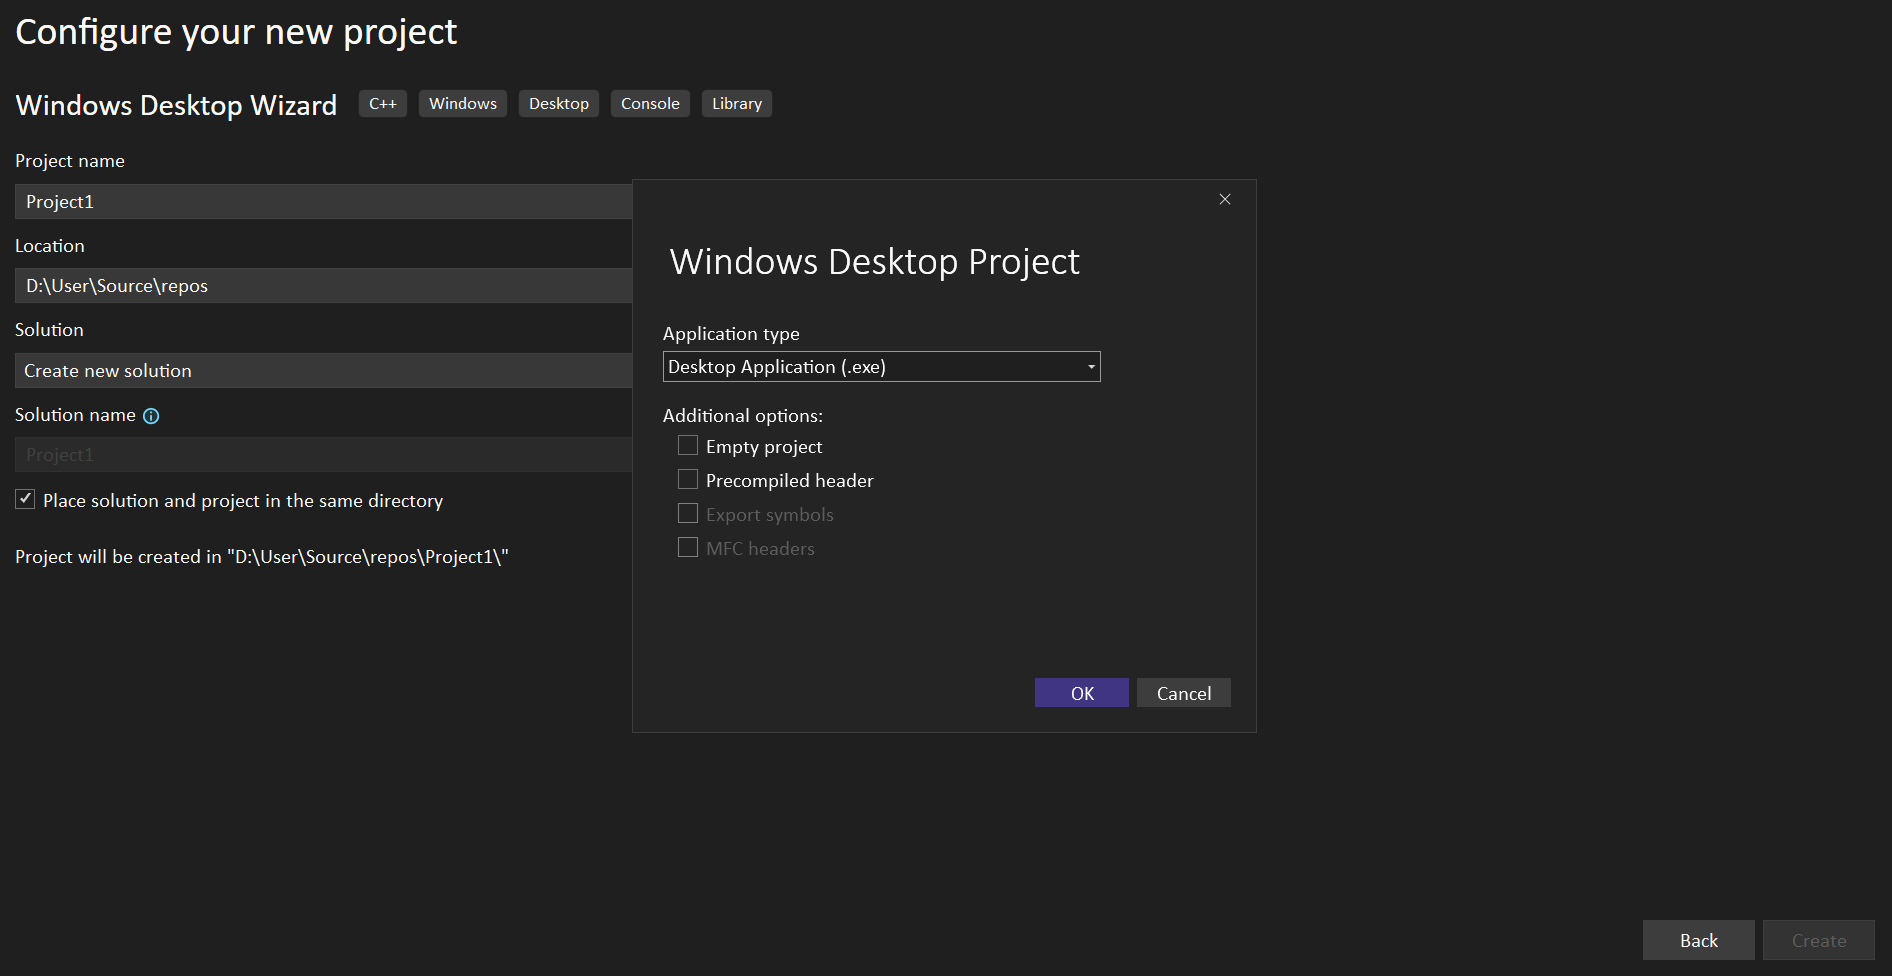 Configure your new project
Windows Desktop Wizard C++ Windows Desktop Console Library
Project name
Project1
Location
D:\User\Source\repos
Solution
Create new solution
Solution name
Project1
Place solution and project in the same directory
Project will be created in "D:\User\Source\repos\Project1\"
Windows Desktop Project
Application type
Desktop Application (.exe)
Additional options:
Empty project
Precompiled header
Export symbols
MFC headers
OK Cancel
Back Create